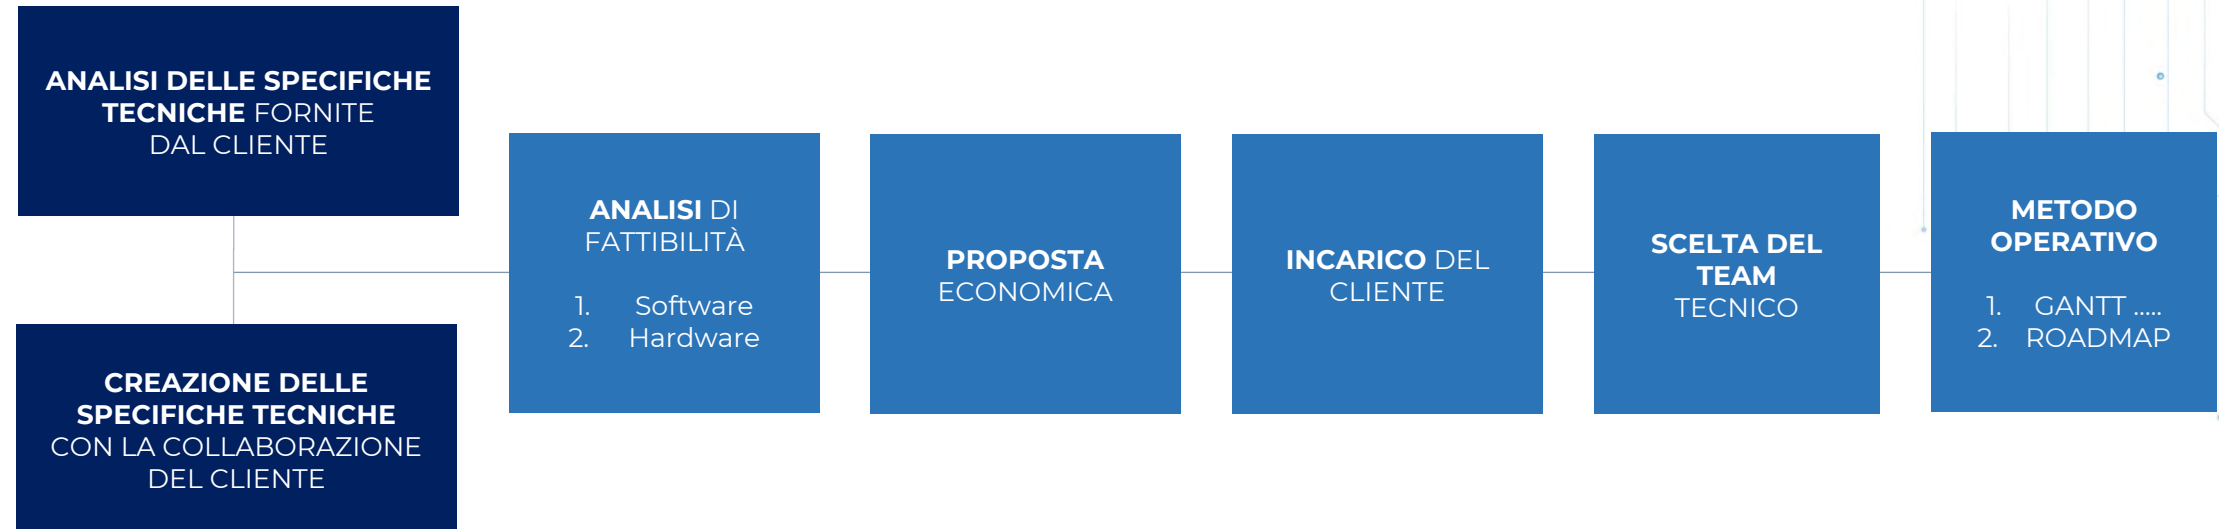 ANALISI DELLE SPECIFICHE
TECNICHE FORNITE
DAL CLIENTE
CREAZIONE DELLE
SPECIFICHE TECNICHE
CON LA COLLABORAZIONE
DEL CLIENTE
ANALISI DI
FATTIBILITÀ
1. Software
2. Hardware
PROPOSTA
ECONOMICA
INCARICO DEL
CLIENTE
SCELTA DEL
TEAM
TECNICO
METODO
OPERATIVO
1. GANTT .....
2. ROADMAP